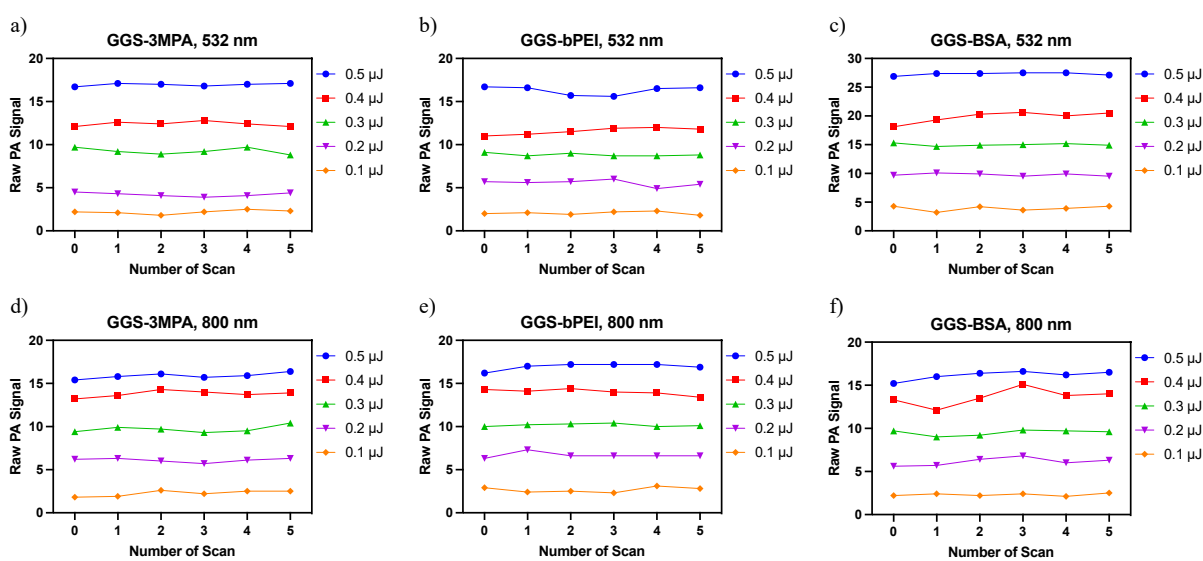 a)
GGS-3MPA, 532 nm
20
15
10
5
0
Raw PA Signal
0 1 2 3 4 5
Number of Scan
0.5 µJ
0.4 µJ
0.3 µJ
0.2 µJ
0.1 µJ
b)
GGS-bPEI, 532 nm
20
15
10
5
0
Raw PA Signal
0 1 2 3 4 5
Number of Scan
0.5 µJ
0.4 µJ
0.3 µJ
0.2 µJ
0.1 µJ
c)
GGS-BSA, 532 nm
30
25
20
15
10
5
0
Raw PA Signal
0 1 2 3 4 5
Number of Scan
0.5 µJ
0.4 µJ
0.3 µJ
0.2 µJ
0.1 µJ
d)
GGS-3MPA, 800 nm
20
15
10
5
0
Raw PA Signal
0 1 2 3 4 5
Number of Scan
0.5 µJ
0.4 µJ
0.3 µJ
0.2 µJ
0.1 µJ
e)
GGS-bPEI, 800 nm
20
15
10
5
0
Raw PA Signal
0 1 2 3 4 5
Number of Scan
0.5 µJ
0.4 µJ
0.3 µJ
0.2 µJ
0.1 µJ
f)
GGS-BSA, 800 nm
20
15
10
5
0
Raw PA Signal
0 1 2 3 4 5
Number of Scan
0.5 µJ
0.4 µJ
0.3 µJ
0.2 µJ
0.1 µJ